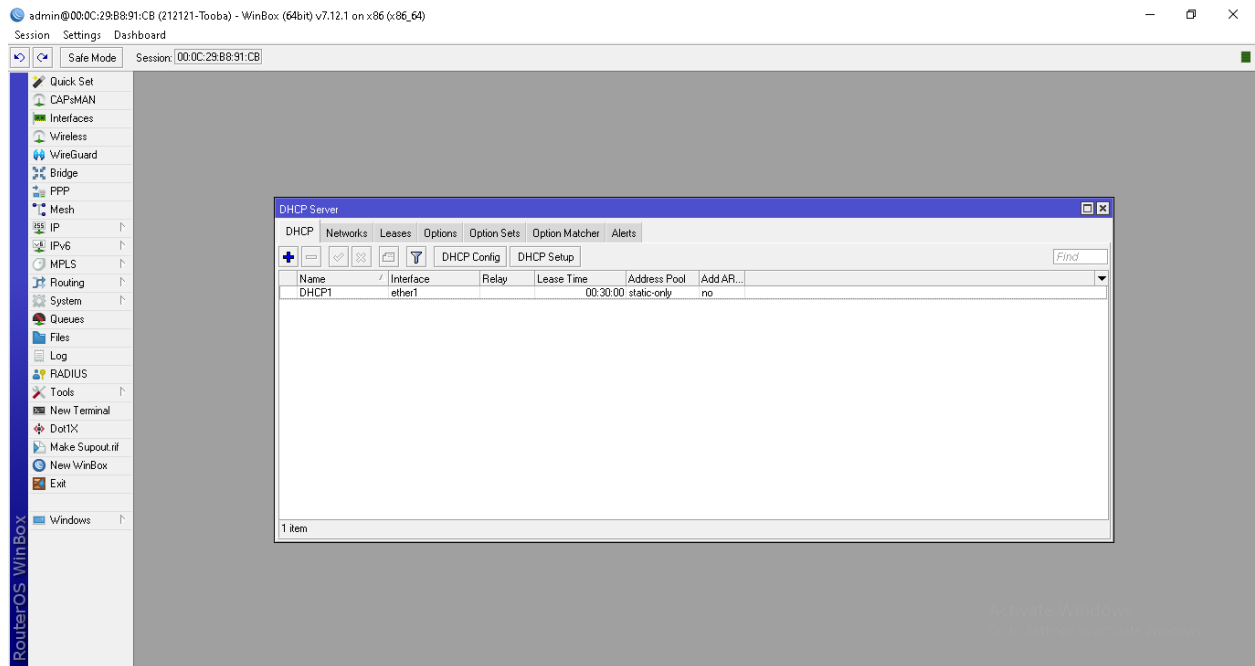 admin@00:0C:29:B8:91:CB (212121-Tooba) - WinBox (64bit) v7.12.1 on x86 (x86_64)
Session Settings Dashboard
Safe Mode Session: 00:0C:29:B8:91:CB
Quick Set
CAPsMAN
Interfaces
Wireless
WireGuard
Bridge
PPP
Mesh
IP
IPv6
MPLS
Routing
System
Queues
Files
Log
RADIUS
Tools
New Terminal
Dot1X
Make Supout.rif
New WinBox
Exit
Windows
RouterOS WinBox
DHCP Server
DHCP Networks Leases Options Option Sets Option Matcher Alerts
DHCP Config DHCP Setup Find
Name Interface Relay Lease Time Address Pool Add AR...
DHCP1 ether1 00:30:00 static-only no
1 item
Activate Windows